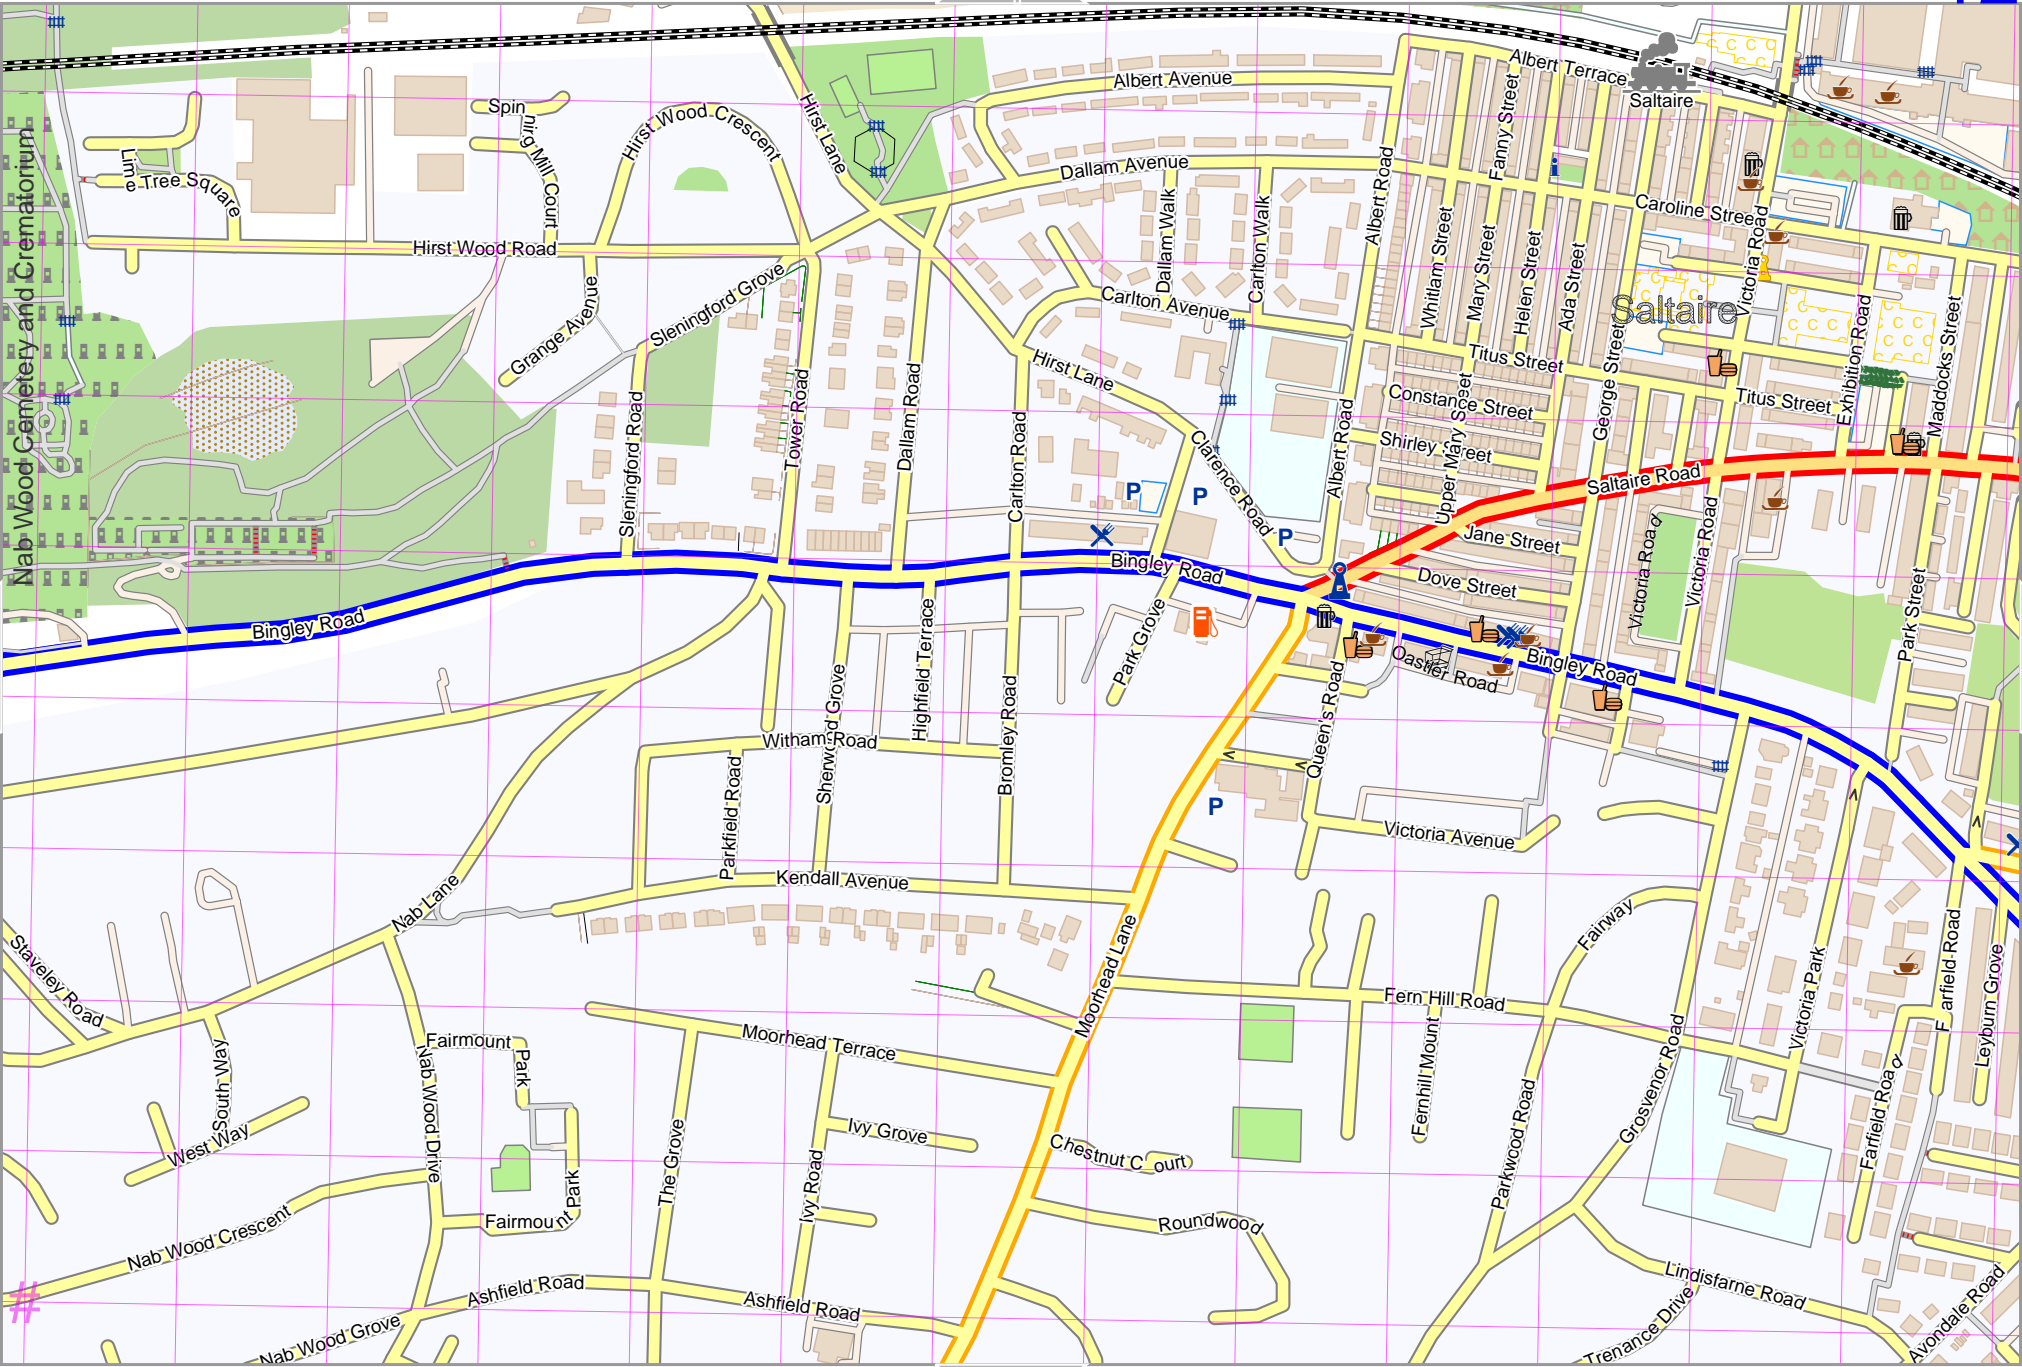 Albert Terrace
Saltaire
Albert Avenue
Spinning Mill Court
Hirst Wood Crescent
Hirst Lane
Fanny Street
Lime Tree Square
Dallam Avenue
Albert Road
Nab Wood Cemetery and Crematorium
Dallam Walk
Carlton Walk
Caroline Street
Victoria Road
Hirst Wood Road
Whitlam Street
Mary Street
Helen Street
Ada Street
Sleningford Grove
Grange Avenue
Carlton Avenue
Saltaire
Exhibition Road
Maddocks Street
George Street
Titus Street
Hirst Lane
Titus Street
Constance Street
Upper Mary Street
Shirley Street
Tower Road
Dallam Road
Carlton Road
Sleningford Road
Clarence Road
Albert Road
Saltaire Road
P
P
P
Jane Street
Victoria Road
Victoria Road
Bingley Road
Dove Street
Park Street
Bingley Road
Highfield Terrace
Park Grove
Oastler Road
Bingley Road
Sherwood Grove
Queen's Road
Bromley Road
Witham Road
Parkfield Road
P
Victoria Avenue
Kendall Avenue
Nab Lane
Fairway
Moorhead Lane
Staveley Road
Farfield Road
Leyburn Grove
Victoria Park
Fern Hill Road
Fernhill Mount
Grosvenor Road
Moorhead Terrace
Fairmount Park
South Way
Nab Wood Drive
West Way
The Grove
Ivy Grove
Ivy Road
Chestnut Court
Parkwood Road
Farfield Road
Fairmount Park
Roundwood
Nab Wood Crescent
Ashfield Road
Ashfield Road
Nab Wood Grove
Lindisfarne Road
Trenance Drive
Avondale Road
#